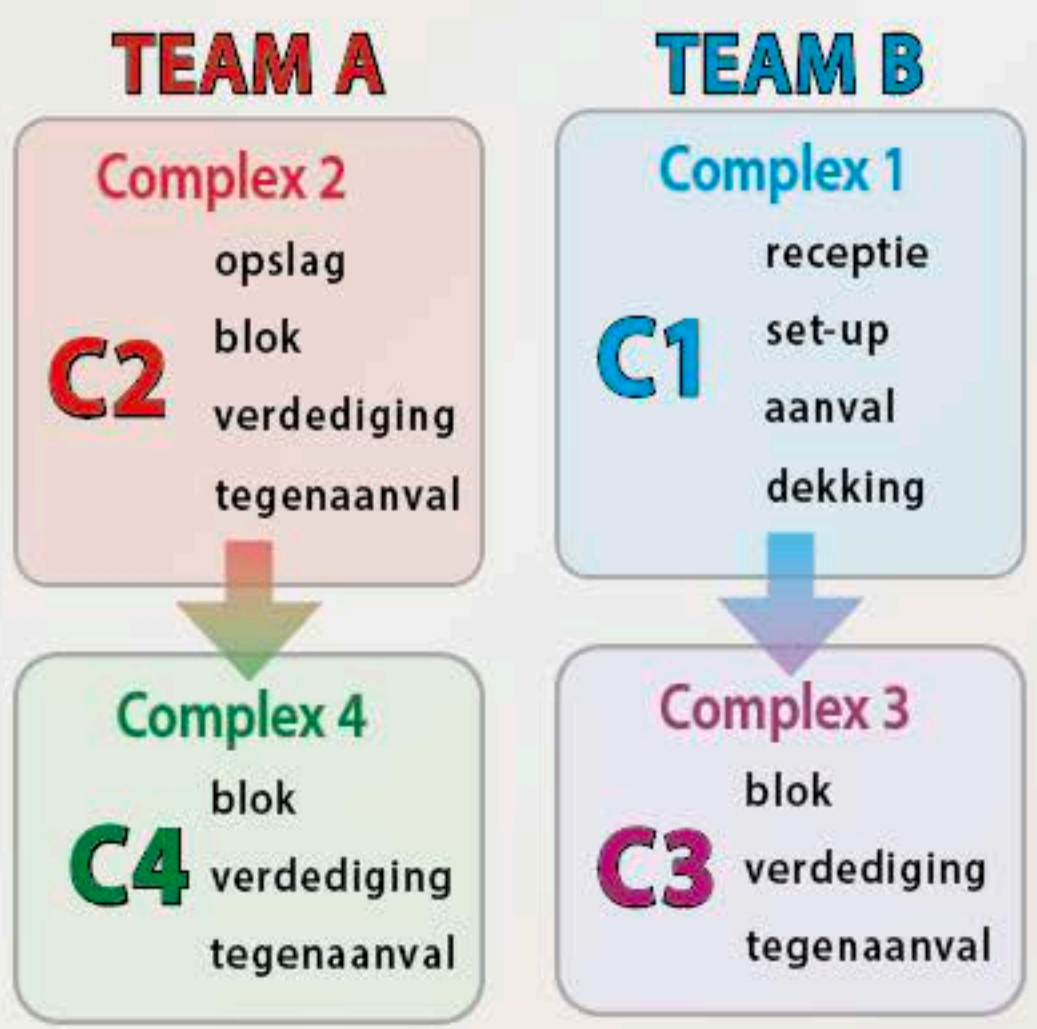 TEAM A
Complex 2
C2
opslag
blok
verdediging
tegenaanval
Complex 4
C4
blok
verdediging
tegenaanval
TEAM B
Complex 1
C1
receptie
set-up
aanval
dekking
Complex 3
C3
blok
verdediging
tegenaanval